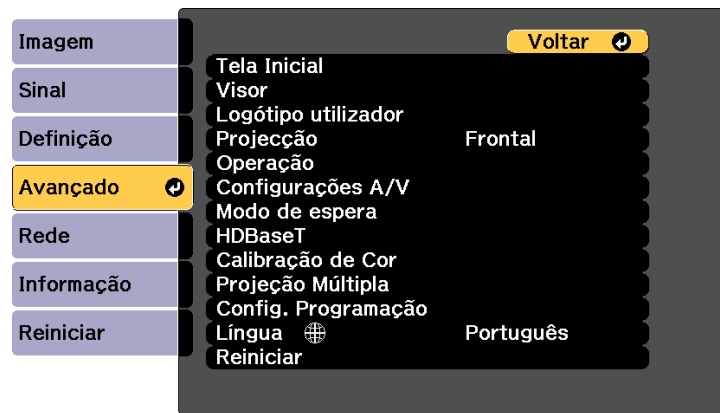 Imagem
Sinal
Definição
Avançado
Rede
Informação
Reiniciar
Voltar
Tela Inicial
Visor
Logótipo utilizador
Projecção Frontal
Operação
Configurações A/V
Modo de espera
HDBaseT
Calibração de Cor
Projeção Múltipla
Config. Programação
Língua Português
Reiniciar